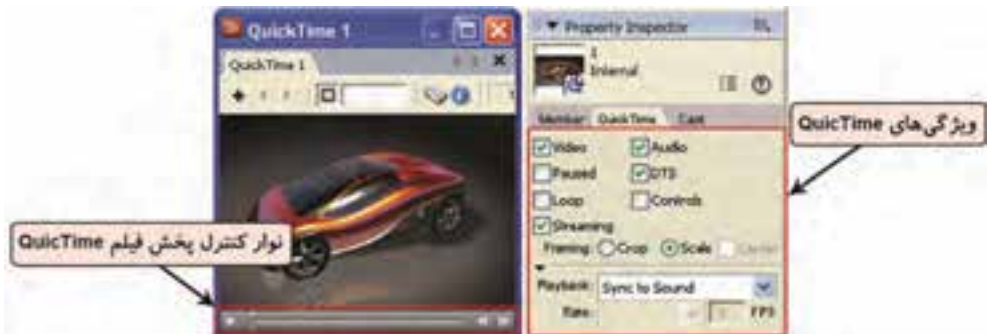 QuickTime 1
QuickTime 1
Property Inspector
1
Internal
Member QuickTime Cast
Video Audio
Paused DTS
Loop Controls
Streaming
Framing: Crop Scale Center
Playback: Sync to Sound
Rate: FPS
ویژگی‌های QuicTime
نوار کنترل پخش فیلم QuicTime